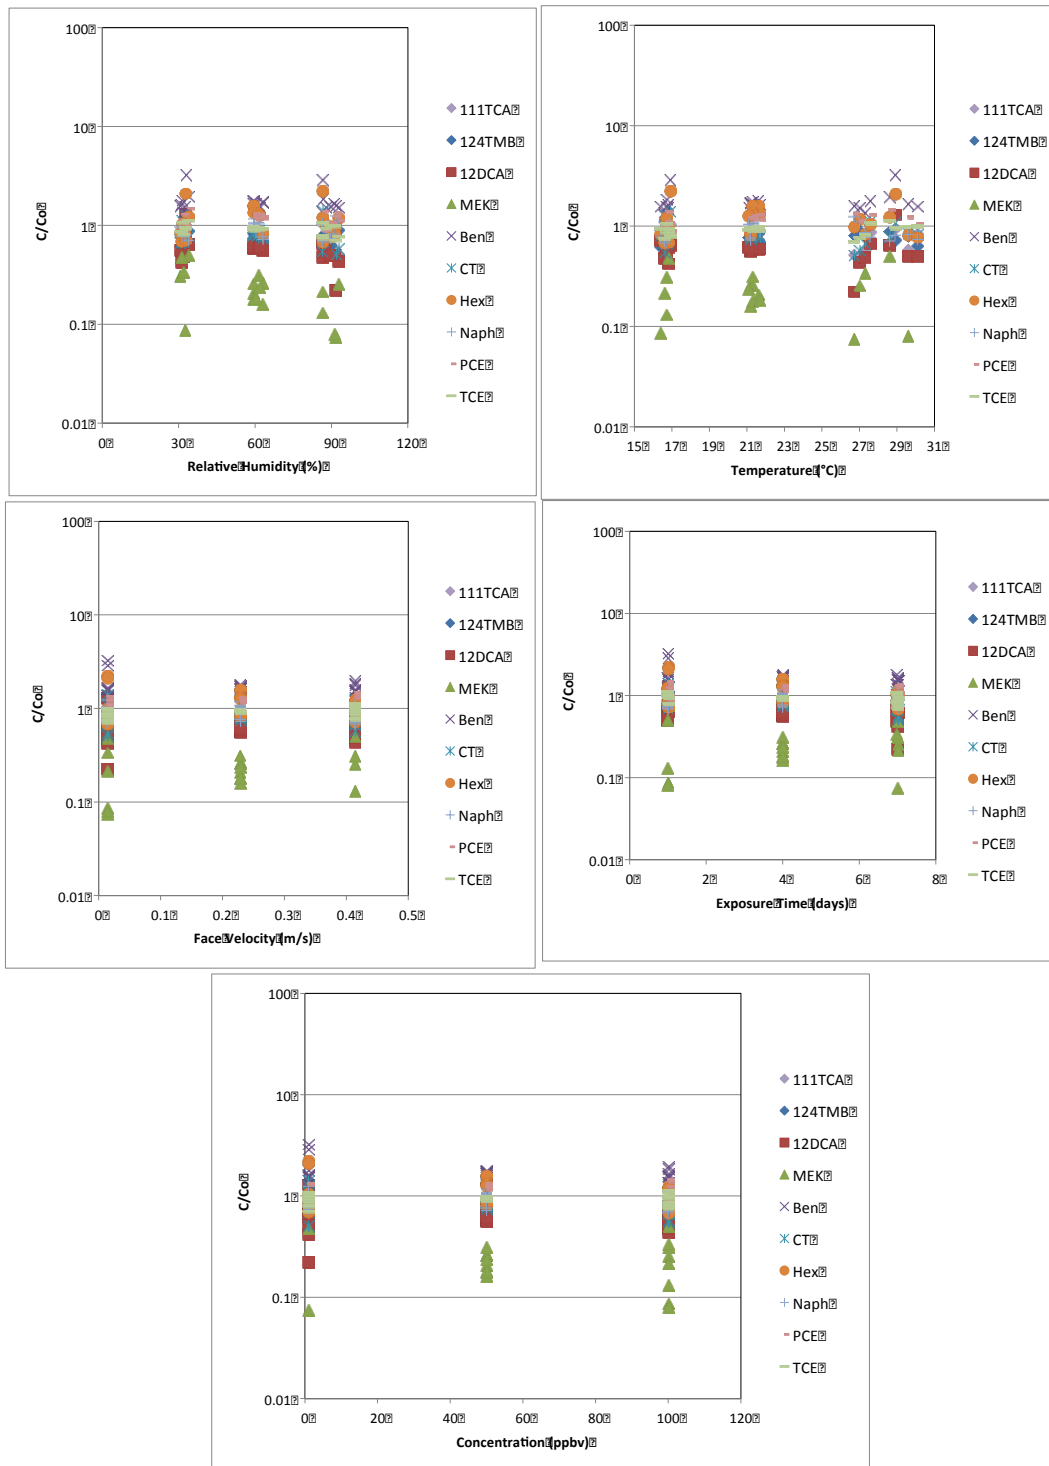 100
10
1
0.1
0.01
C/Co
0 30 60 90 120
Relative Humidity (%)
111TCA
124TMB
12DCA
MEK
Ben
CT
Hex
Naph
PCE
TCE
100
10
1
0.1
0.01
C/Co
15 17 19 21 23 25 27 29 31
Temperature (°C)
111TCA
124TMB
12DCA
MEK
Ben
CT
Hex
Naph
PCE
TCE
100
10
1
0.1
0.01
C/Co
0 0.1 0.2 0.3 0.4 0.5
Face Velocity (m/s)
111TCA
124TMB
12DCA
MEK
Ben
CT
Hex
Naph
PCE
TCE
100
10
1
0.1
0.01
C/Co
0 2 4 6 8
Exposure Time (days)
111TCA
124TMB
12DCA
MEK
Ben
CT
Hex
Naph
PCE
TCE
100
10
1
0.1
0.01
C/Co
0 20 40 60 80 100 120
Concentration (ppbv)
111TCA
124TMB
12DCA
MEK
Ben
CT
Hex
Naph
PCE
TCE